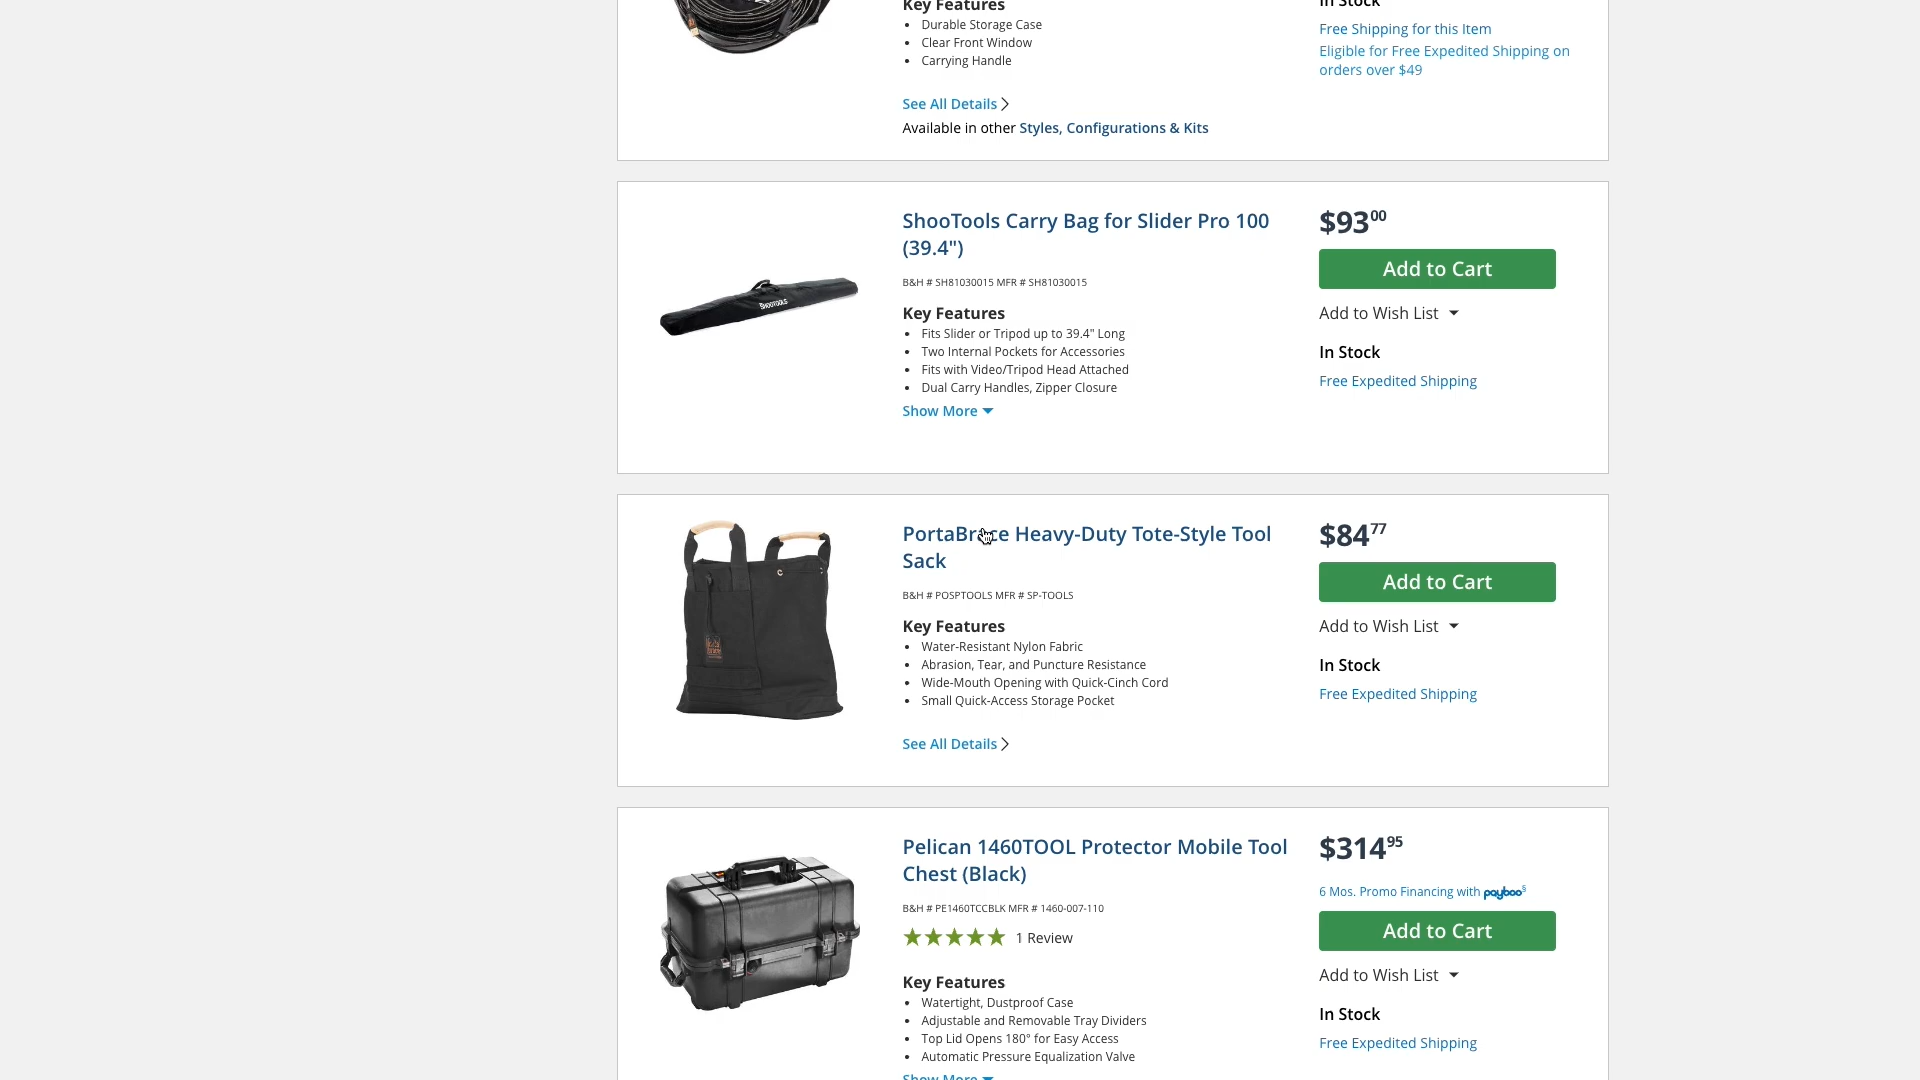 Key Features
Durable Storage Case
Clear Front Window
Carrying Handle
See All Details
Available in other Styles, Configurations & Kits
In Stock
Free Shipping for this Item
Eligible for Free Expedited Shipping on
orders over $49
SHOOTOOLS
ShooTools Carry Bag for Slider Pro 100
(39.4")
B&H # SH81030015 MFR # SH81030015
Key Features
Fits Slider or Tripod up to 39.4" Long
Two Internal Pockets for Accessories
Fits with Video/Tripod Head Attached
Dual Carry Handles, Zipper Closure
Show More
$93 00
Add to Cart
Add to Wish List
In Stock
Free Expedited Shipping
PortaBrace Heavy-Duty Tote-Style Tool
Sack
B&H # POSPTOOLS MFR # SP-TOOLS
Key Features
Water-Resistant Nylon Fabric
Abrasion, Tear, and Puncture Resistance
Wide-Mouth Opening with Quick-Cinch Cord
Small Quick-Access Storage Pocket
See All Details
$84 77
Add to Cart
Add to Wish List
In Stock
Free Expedited Shipping
Pelican 1460TOOL Protector Mobile Tool
Chest (Black)
B&H # PE1460TCCBLK MFR # 1460-007-110
1 Review
Key Features
Watertight, Dustproof Case
Adjustable and Removable Tray Dividers
Top Lid Opens 180° for Easy Access
Automatic Pressure Equalization Valve
Show More
$314 95
6 Mos. Promo Financing with payboo§
Add to Cart
Add to Wish List
In Stock
Free Expedited Shipping